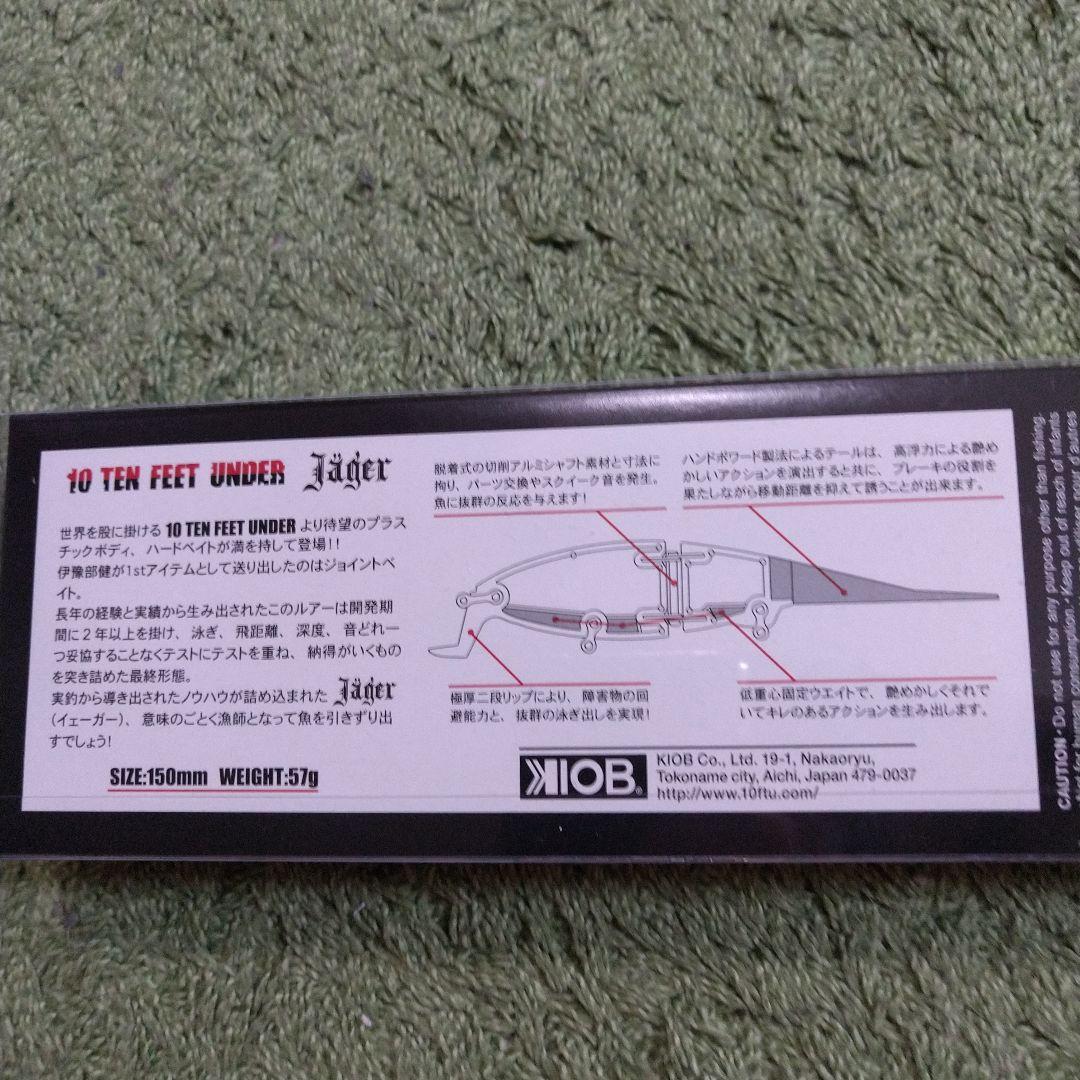 10 TEN FEET UNDER Jäger
世界を股に掛ける 10 TEN FEET UNDER より待望のプラス
チックボディ、ハードベイトが満を持して登場!!
伊豫部健が1stアイテムとして送り出したのはジョイントベ
イト。
長年の経験と実績から生み出されたこのルアーは開発期
間に2年以上を掛け、泳ぎ、飛距離、深度、音どれ一
つ妥協することなくテストにテストを重ね、納得がいくもの
を突き詰めた最終形態。
実釣から導き出されたノウハウが詰め込まれた Jäger
(イェーガー)、意味のごとく漁師となって魚を引きずり出
すでしょう!
SIZE:150mm WEIGHT:57g
脱着式の切削アルミシャフト素材と寸法に
拘り、パーツ交換やスクイーク音を発生。
魚に抜群の反応を与えます!
ハンドポワード製法によるテールは、高浮力による艶め
かしいアクションを演出すると共に、ブレーキの役割を
果たしながら移動距離を抑えて誘うことが出来ます。
極厚二段リップにより、障害物の回
避能力と、抜群の泳ぎ出しを実現!
低重心固定ウエイトで、艶めかしくそれで
いてキレのあるアクションを生み出します。
KIOB
KIOB Co., Ltd. 19-1, Nakaoryu,
Tokoname city, Aichi, Japan 479-0037
http://www.10ftu.com/
CAUTION・Do not use for any purpose other than fishing.
Not for human consumption.・Keep out of reach of infants